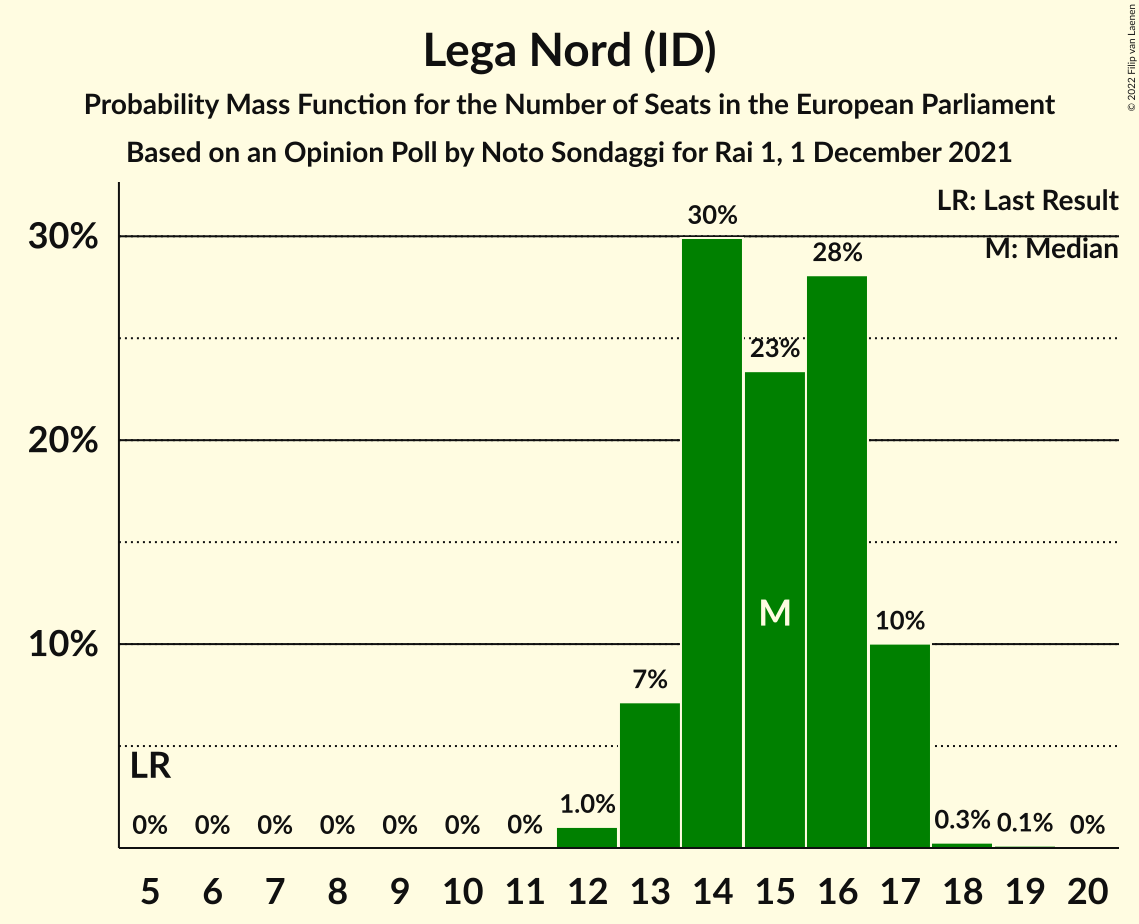 Lega Nord (ID)
Probability Mass Function for the Number of Seats in the European Parliament
Based on an Opinion Poll by Noto Sondaggi for Rai 1, 1 December 2021
© 2022 Filip van Laenen
LR: Last Result
M: Median
30%
20%
10%
30%
28%
23%
10%
7%
M
LR
0% 0% 0% 0% 0% 0% 0% 1.0% 0.3% 0.1% 0%
5 6 7 8 9 10 11 12 13 14 15 16 17 18 19 20